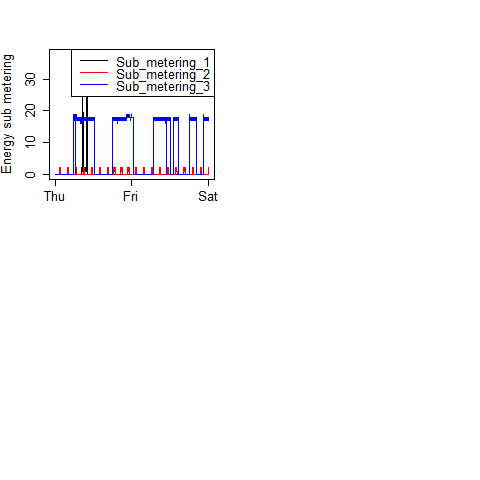 Energy sub metering
30
20
10
0
Sub_metering_1
Sub_metering_2
Sub_metering_3
Thu
Fri
Sat